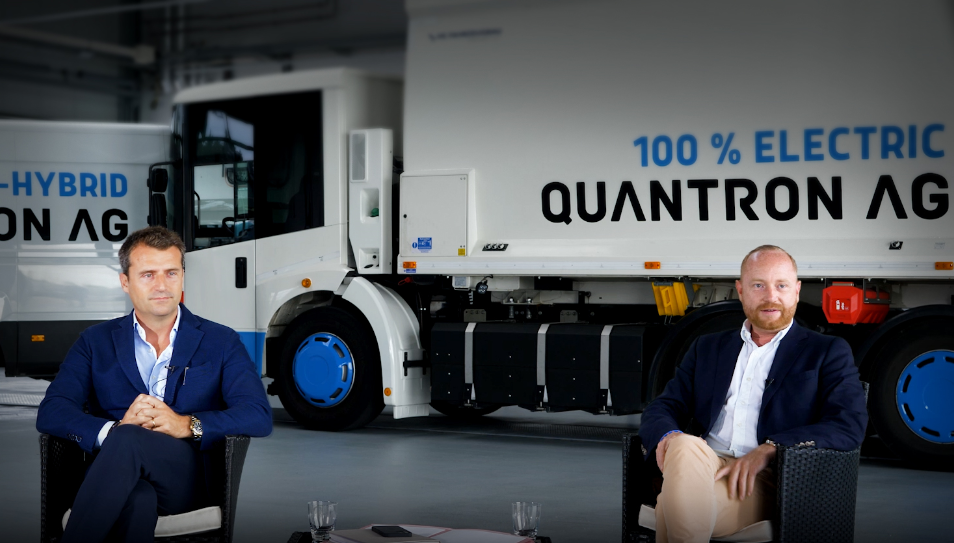 100 % ELECTRIC
QUANTRON AG
-HYBRID
ON AG